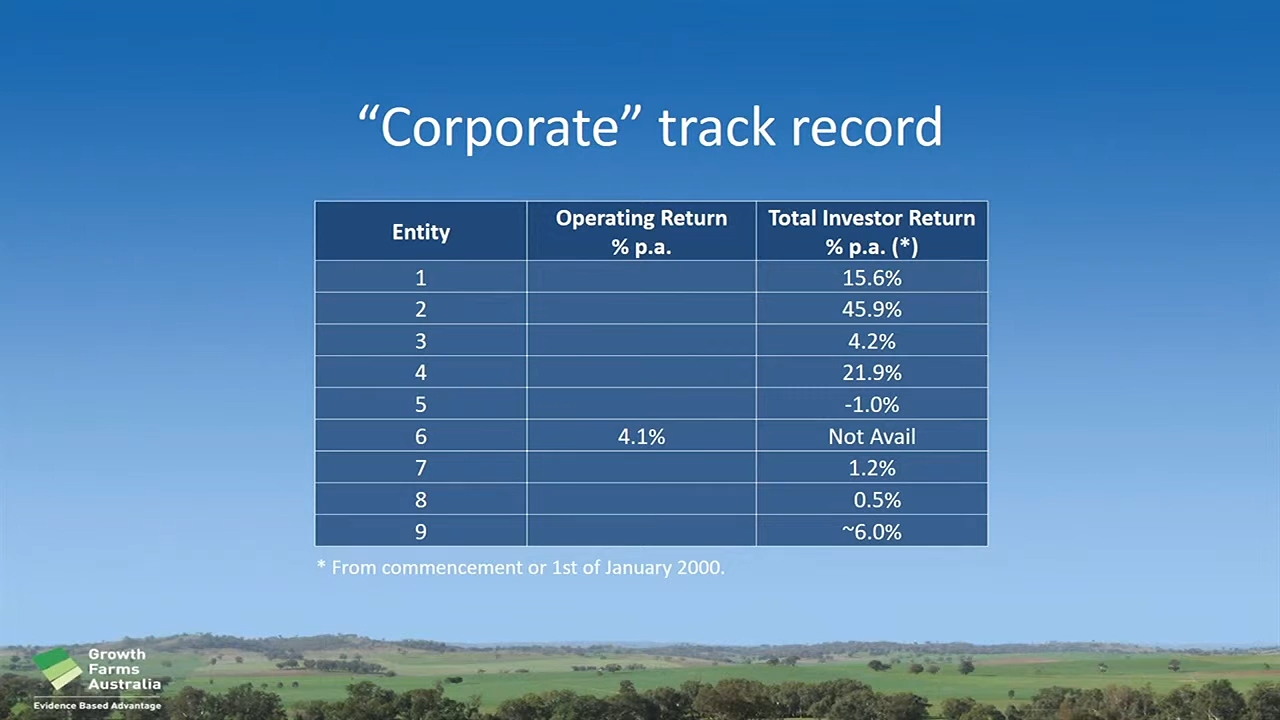 “Corporate” track record
Entity
Operating Return
% p.a.
Total Investor Return
% p.a. (*)
1 15.6%
2 45.9%
3 4.2%
4 21.9%
5 -1.0%
6 4.1% Not Avail
7 1.2%
8 0.5%
9 ~6.0%
* From commencement or 1st of January 2000.
Growth
Farms
Australia
Evidence Based Advantage